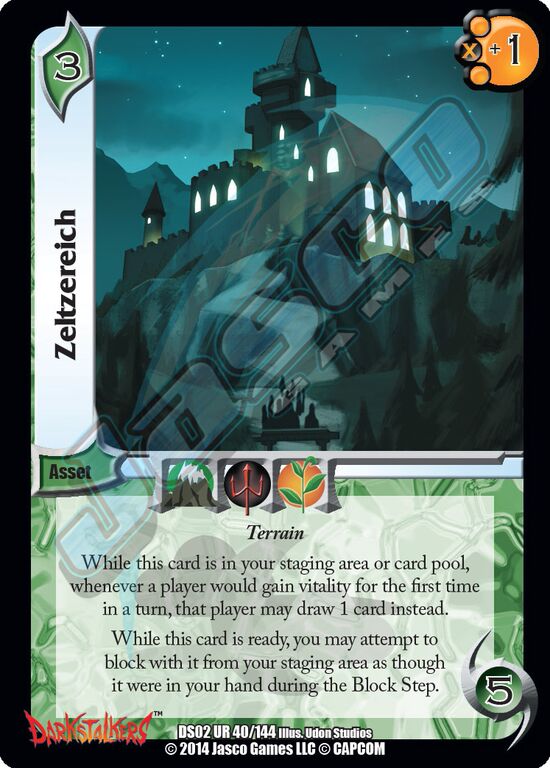 3
X + 1
Zeltzereich
JASCO
GAMES
Asset
Terrain
While this card is in your staging area or card pool,
whenever a player would gain vitality for the first time
in a turn, that player may draw 1 card instead.
While this card is ready, you may attempt to
block with it from your staging area as though
it were in your hand during the Block Step.
5
DARKSTALKERS™
DS02 UR 40/144 Illus. Udon Studios
© 2014 Jasco Games LLC © CAPCOM